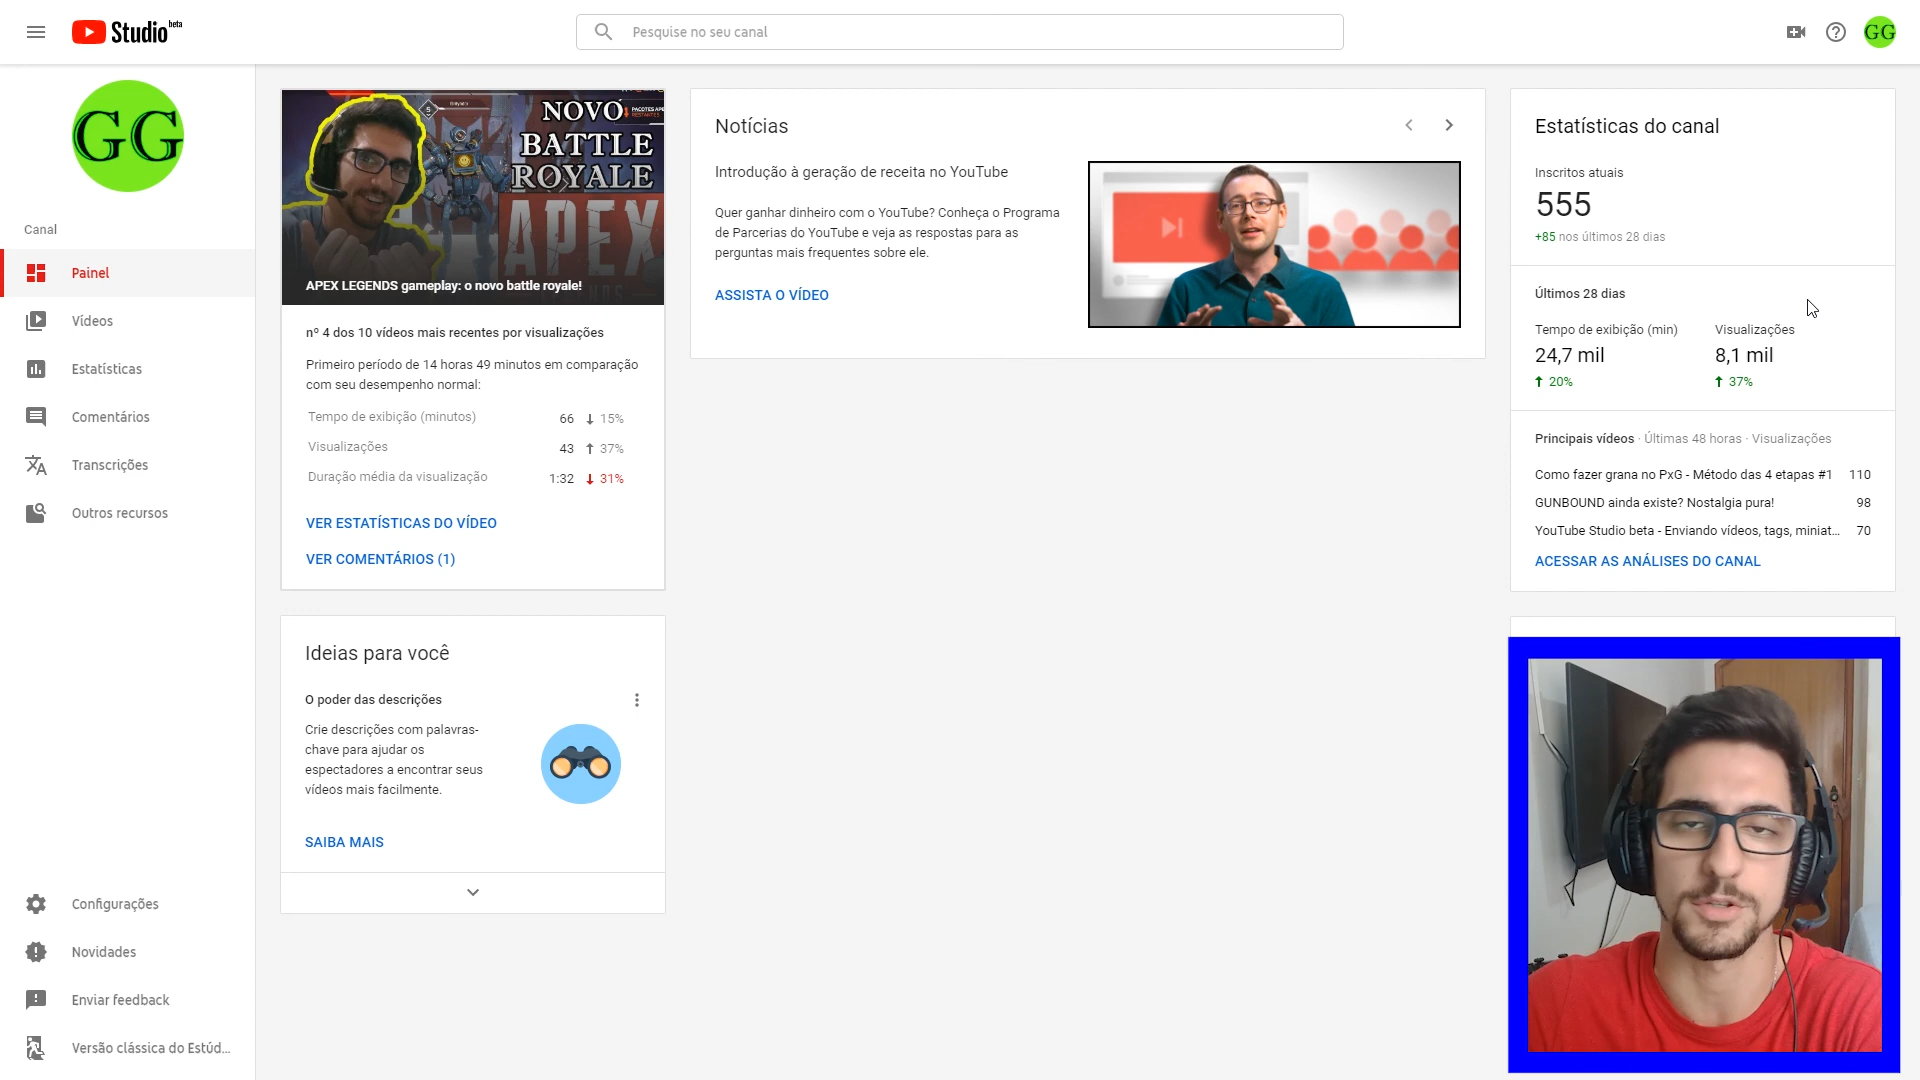 Studio beta
Pesquise no seu canal
GG
GG
Canal
Painel
Vídeos
Estatísticas
Comentários
Transcrições
Outros recursos
Configurações
Novidades
Enviar feedback
Versão clássica do Estúd...
5
NOVO
BATTLE
ROYALE
APEX
APEX LEGENDS gameplay: o novo battle royale!
nº 4 dos 10 vídeos mais recentes por visualizações
Primeiro período de 14 horas 49 minutos em comparação
com seu desempenho normal:
Tempo de exibição (minutos) 66 15%
Visualizações 43 37%
Duração média da visualização 1:32 31%
VER ESTATÍSTICAS DO VÍDEO
VER COMENTÁRIOS (1)
Ideias para você
O poder das descrições
Crie descrições com palavras-
chave para ajudar os
espectadores a encontrar seus
vídeos mais facilmente.
SAIBA MAIS
Notícias
Introdução à geração de receita no YouTube
Quer ganhar dinheiro com o YouTube? Conheça o Programa
de Parcerias do YouTube e veja as respostas para as
perguntas mais frequentes sobre ele.
ASSISTA O VÍDEO
Estatísticas do canal
Inscritos atuais
555
+85 nos últimos 28 dias
Últimos 28 dias
Tempo de exibição (min) Visualizações
24,7 mil 8,1 mil
20% 37%
Principais vídeos · Últimas 48 horas · Visualizações
Como fazer grana no PxG - Método das 4 etapas #1 110
GUNBOUND ainda existe? Nostalgia pura! 98
YouTube Studio beta - Enviando vídeos, tags, miniat... 70
ACESSAR AS ANÁLISES DO CANAL